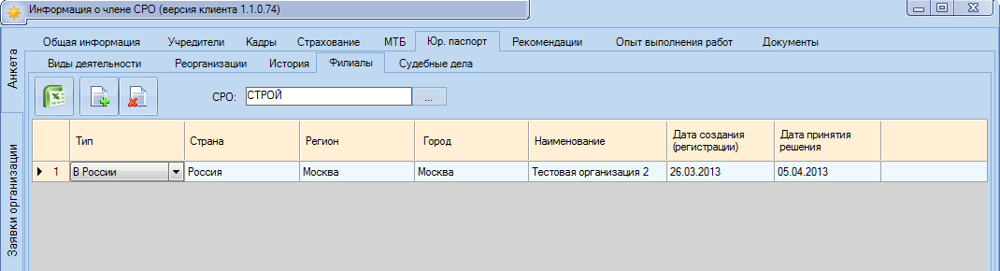 Информация о члене СРО (версия клиента 1.1.0.74)
Общая информация Учредители Кадры Страхование МТБ Юр. паспорт Рекомендации Опыт выполнения работ Документы
Виды деятельности Реорганизации История Филиалы Судебные дела
Анкета
Заявки организации
СРО: СТРОЙ ...
Тип Страна Регион Город Наименование Дата создания (регистрации) Дата принятия решения
1 В России Россия Москва Москва Тестовая организация 2 26.03.2013 05.04.2013